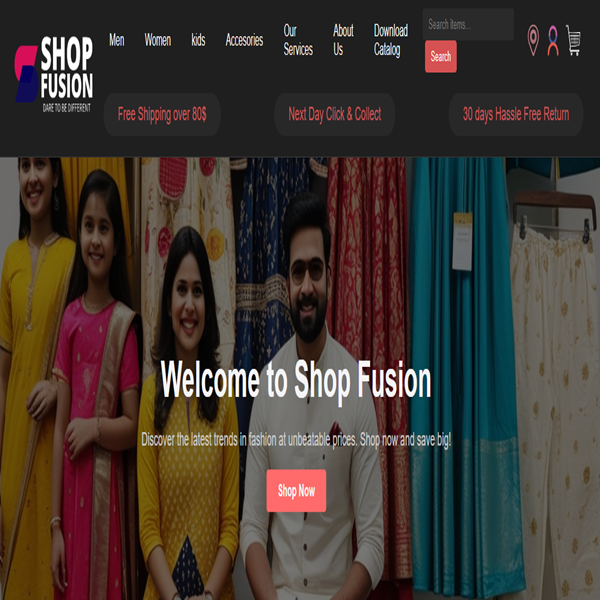 SHOP
FUSION
DARE TO BE DIFFERENT
Men
Women
kids
Accesories
Our
Services
About
Us
Download
Catalog
Search items...
Search
Free Shipping over 80$
Next Day Click & Collect
30 days Hassle Free Return
Welcome to Shop Fusion
Discover the latest trends in fashion at unbeatable prices. Shop now and save big!
Shop Now